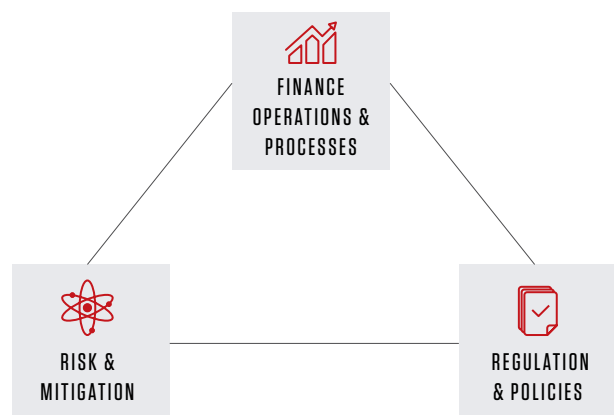 FINANCE
OPERATIONS &
PROCESSES
RISK &
MITIGATION
REGULATION
& POLICIES